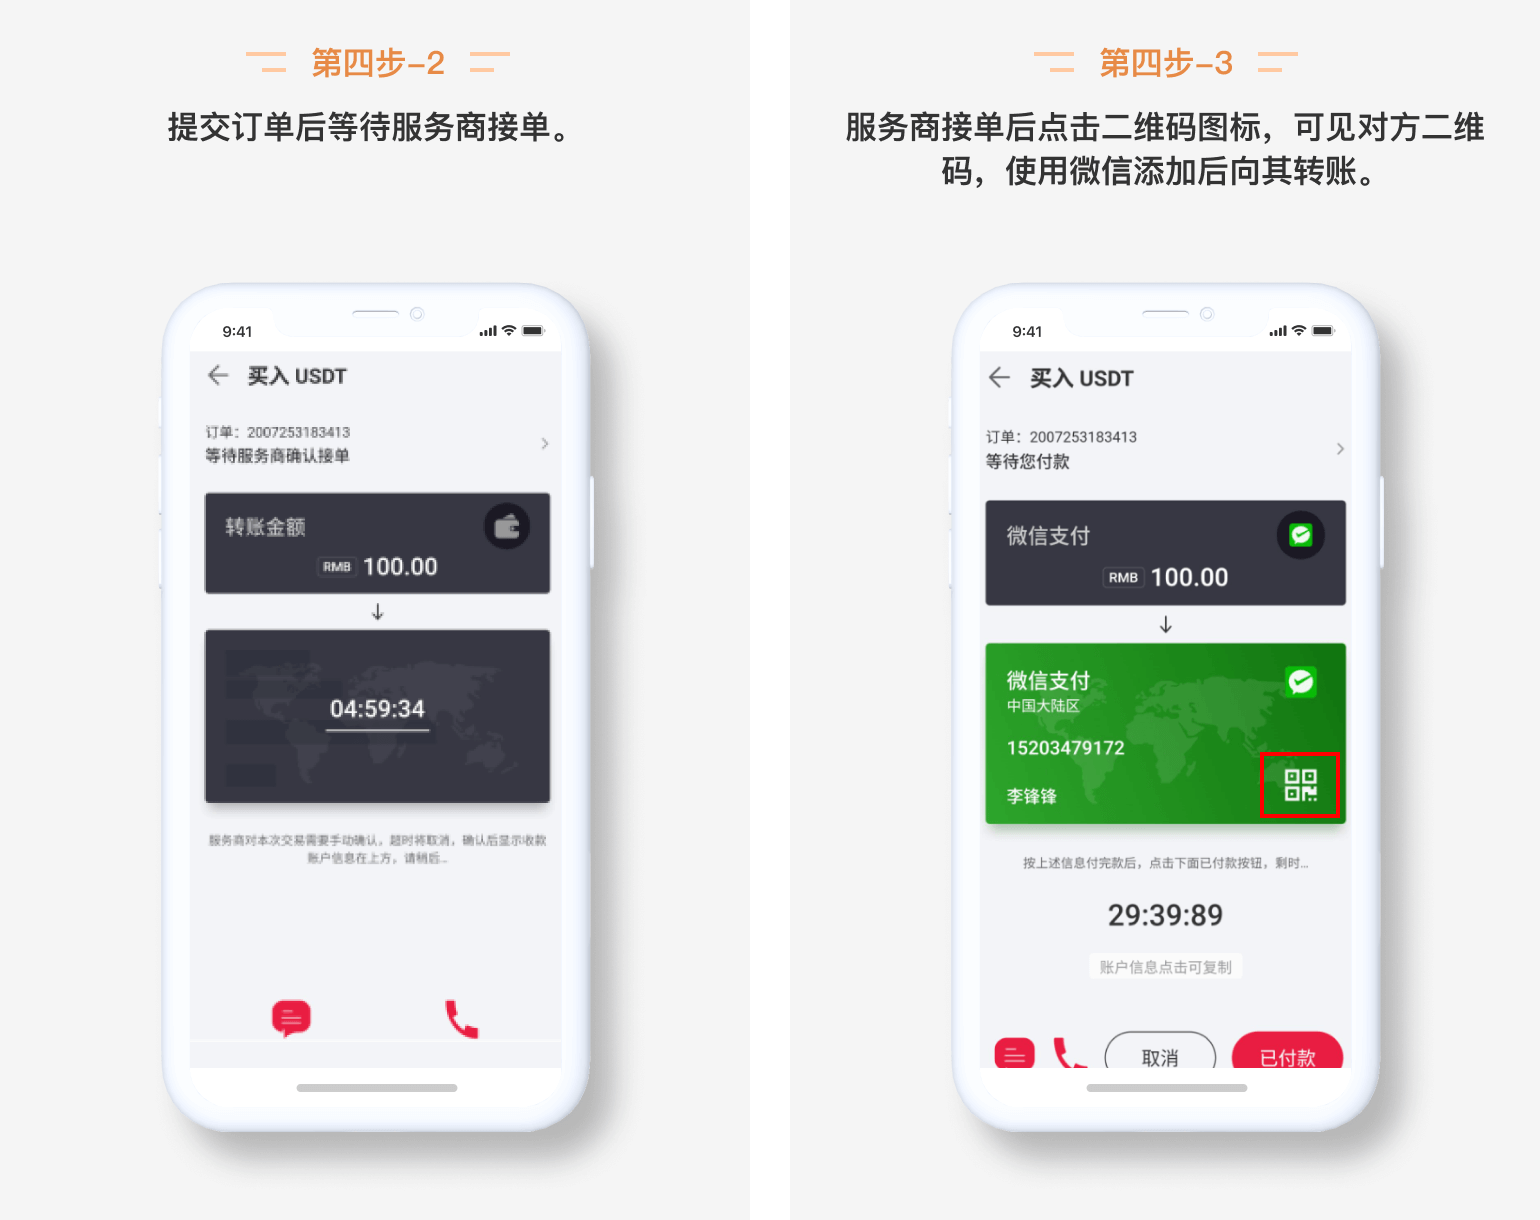 第四步-2
提交订单后等待服务商接单。
9:41
买入 USDT
订单：2007253183413
等待服务商确认接单
转账金额
RMB 100.00
04:59:34
服务商对本次交易需要手动确认，超时将取消，确认后显示收款
账户信息在上方，请稍后...
第四步-3
服务商接单后点击二维码图标，可见对方二维
码，使用微信添加后向其转账。
9:41
买入 USDT
订单：2007253183413
等待您付款
微信支付
RMB 100.00
微信支付
中国大陆区
15203479172
李锋锋
按上述信息付完款后，点击下面已付款按钮，剩时...
29:39:89
账户信息点击可复制
取消
已付款